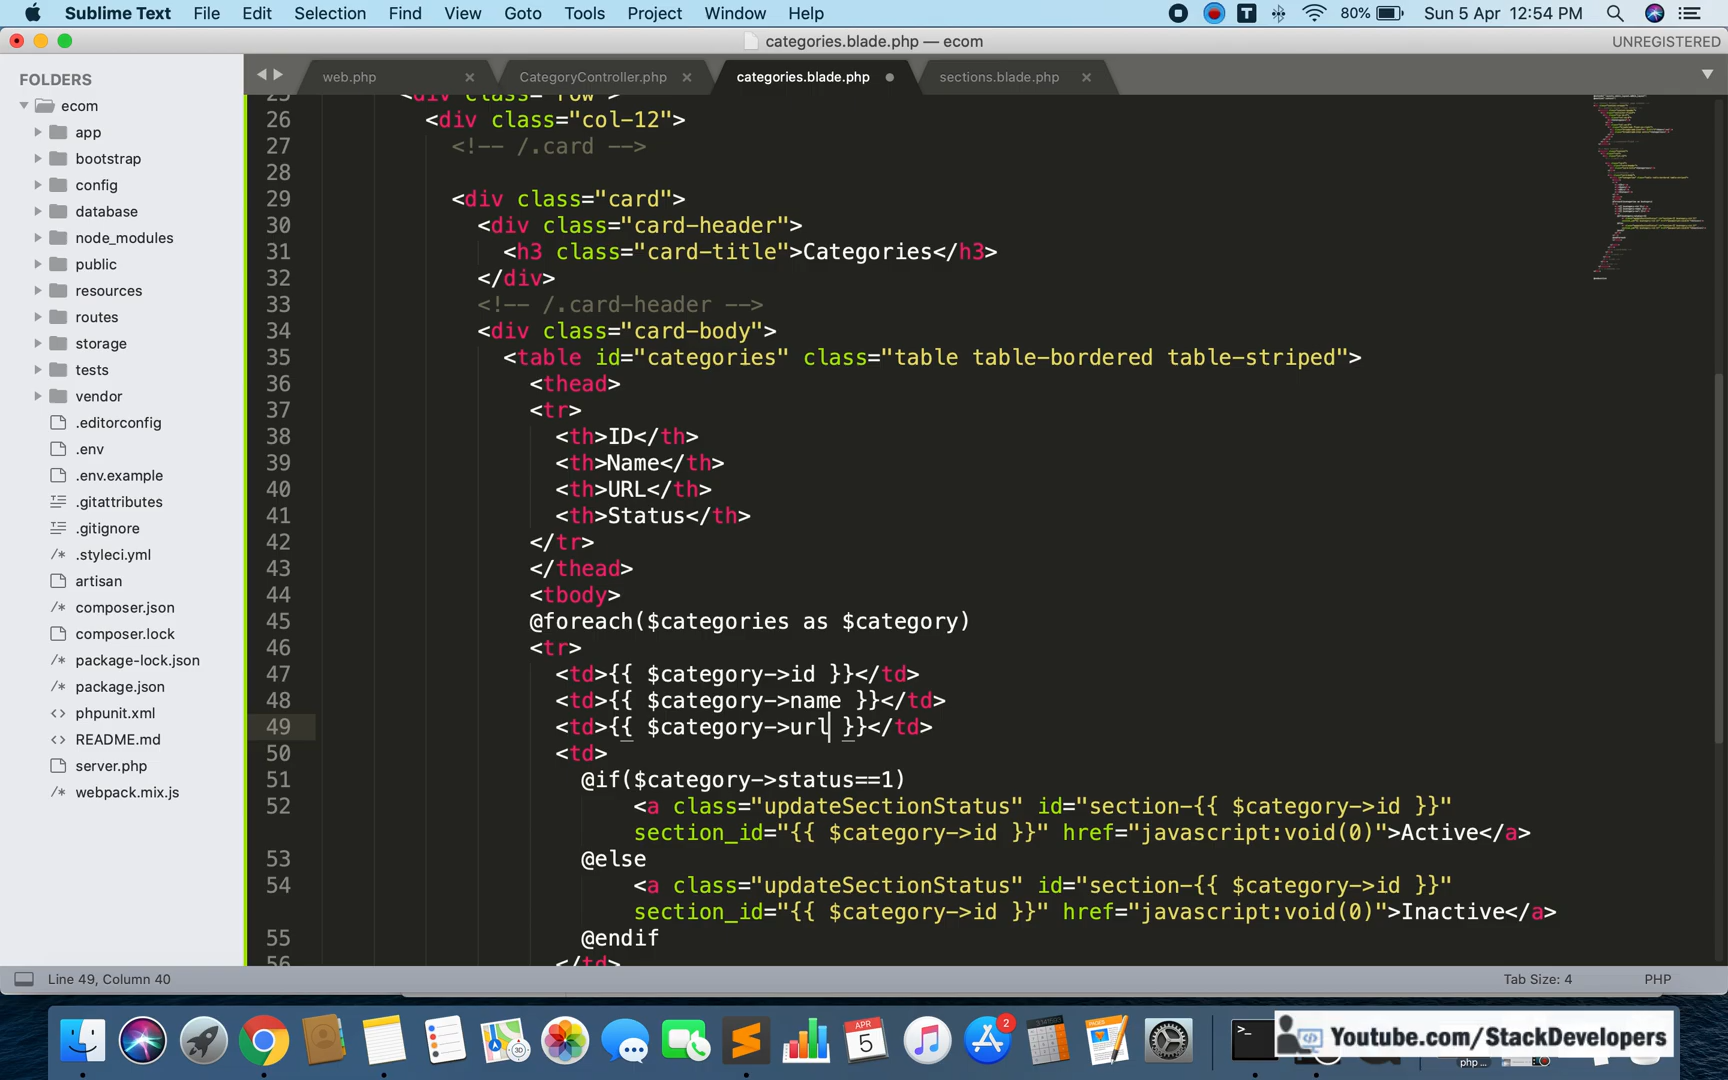 Sublime Text File Edit Selection Find View Goto Tools Project Window Help 80% Sun 5 Apr 12:54 PM
categories.blade.php — ecom UNREGISTERED
web.php CategoryController.php categories.blade.php sections.blade.php
FOLDERS
ecom
app
bootstrap
config
database
node_modules
public
resources
routes
storage
tests
vendor
.editorconfig
.env
.env.example
.gitattributes
.gitignore
.styleci.yml
artisan
composer.json
composer.lock
package-lock.json
package.json
phpunit.xml
README.md
server.php
webpack.mix.js
25 <div class="row">
26 <div class="col-12">
27 <!-- /.card -->
28
29 <div class="card">
30 <div class="card-header">
31 <h3 class="card-title">Categories</h3>
32 </div>
33 <!-- /.card-header -->
34 <div class="card-body">
35 <table id="categories" class="table table-bordered table-striped">
36 <thead>
37 <tr>
38 <th>ID</th>
39 <th>Name</th>
40 <th>URL</th>
41 <th>Status</th>
42 </tr>
43 </thead>
44 <tbody>
45 @foreach($categories as $category)
46 <tr>
47 <td>{{ $category->id }}</td>
48 <td>{{ $category->name }}</td>
49 <td>{{ $category->url }}</td>
50 <td>
51 @if($category->status==1)
52 <a class="updateSectionStatus" id="section-{{ $category->id }}"
section_id="{{ $category->id }}" href="javascript:void(0)">Active</a>
53 @else
54 <a class="updateSectionStatus" id="section-{{ $category->id }}"
section_id="{{ $category->id }}" href="javascript:void(0)">Inactive</a>
55 @endif
56 </td>
Line 49, Column 40 Tab Size: 4 PHP
APR
5
2
Youtube.com/StackDevelopers
php ...